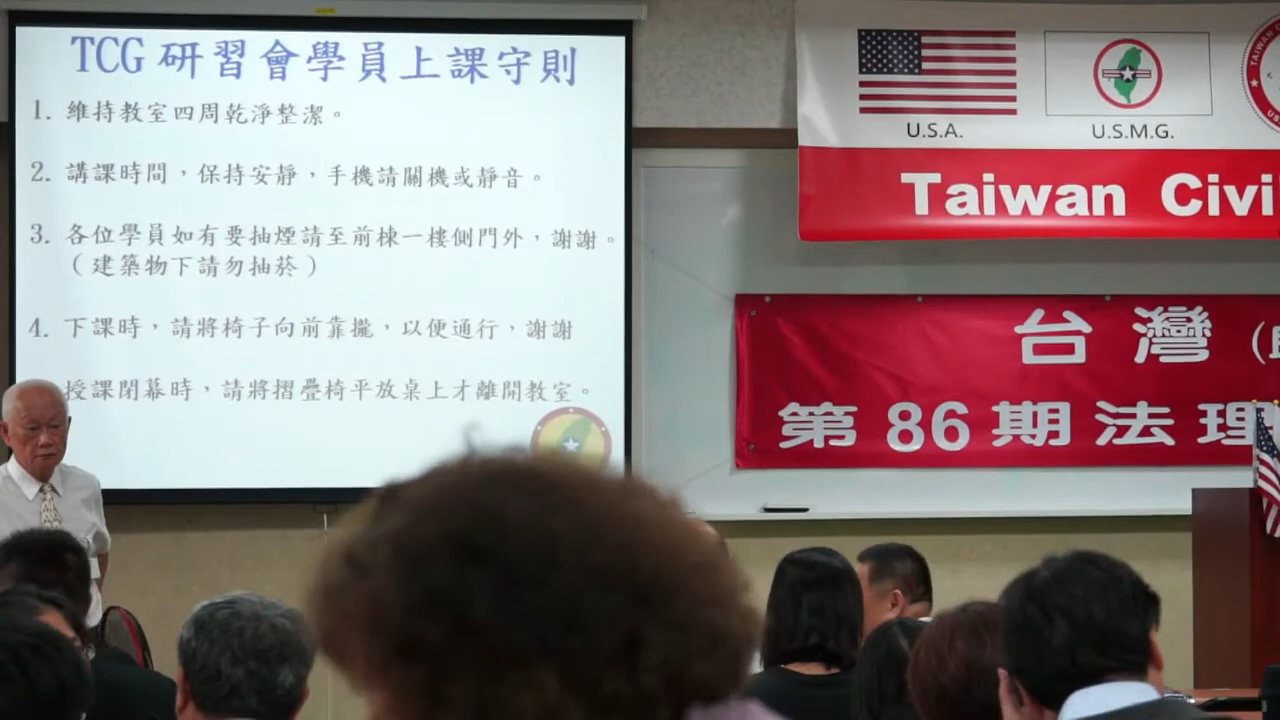 TCG 研習會學員上課守則
1. 維持教室四周乾淨整潔。
2. 講課時間，保持安靜，手機請關機或靜音。
3. 各位學員如有要抽煙請至前棟一樓側門外，謝謝。
（建築物下請勿抽菸）
4. 下課時，請將椅子向前靠攏，以便通行，謝謝
授課閉幕時，請將摺疊椅平放桌上才離開教室。
U.S.A.
U.S.M.G.
Taiwan Civi
台灣
第86期法理